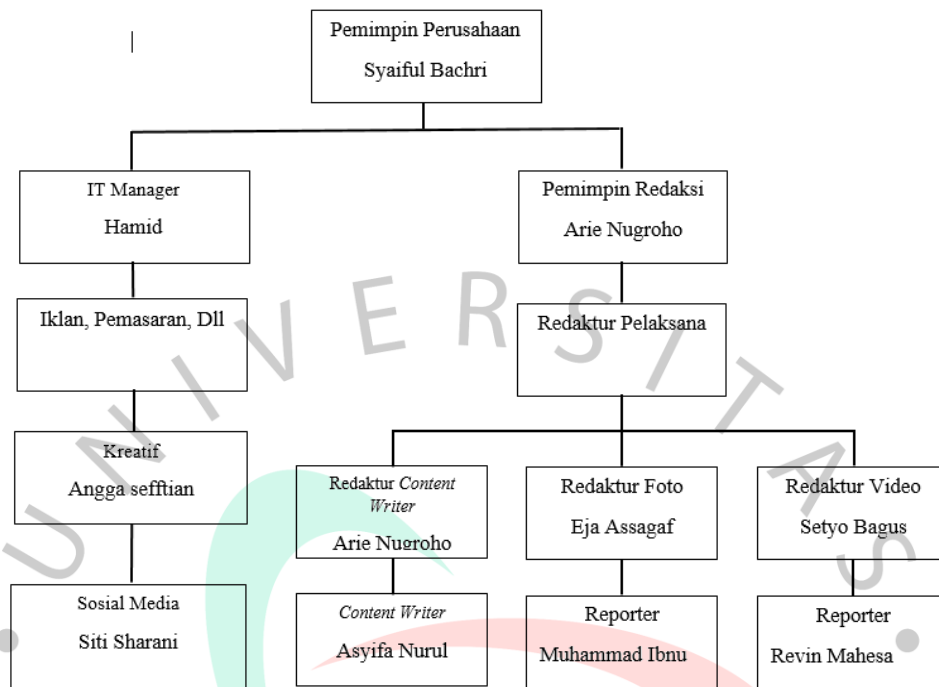 Pemimpin Perusahaan
Syaiful Bachri
IT Manager
Hamid
Pemimpin Redaksi
Arie Nugroho
Iklan, Pemasaran, Dll
Redaktur Pelaksana
Kreatif
Angga sefftian
Redaktur Content
Writer
Arie Nugroho
Redaktur Foto
Eja Assagaf
Redaktur Video
Setyo Bagus
Sosial Media
Siti Sharani
Content Writer
Asyifa Nurul
Reporter
Muhammad Ibnu
Reporter
Revin Mahesa
UNIVERSITAS